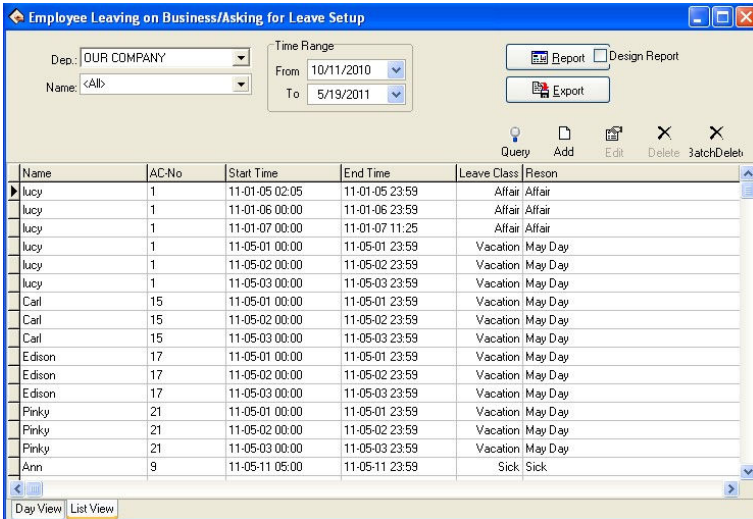 Employee Leaving on Business/Asking for Leave Setup
Dep.: OUR COMPANY
Name: <All>
Time Range
From 10/11/2010
To 5/19/2011
Report Design Report
Export
Query Add Edit Delete BatchDelet
Name AC-No Start Time End Time Leave Class Reson
lucy 1 11-01-05 02:05 11-01-05 23:59 Affair Affair
lucy 1 11-01-06 00:00 11-01-06 23:59 Affair Affair
lucy 1 11-01-07 00:00 11-01-07 11:25 Affair Affair
lucy 1 11-05-01 00:00 11-05-01 23:59 Vacation May Day
lucy 1 11-05-02 00:00 11-05-02 23:59 Vacation May Day
lucy 1 11-05-03 00:00 11-05-03 23:59 Vacation May Day
Carl 15 11-05-01 00:00 11-05-01 23:59 Vacation May Day
Carl 15 11-05-02 00:00 11-05-02 23:59 Vacation May Day
Carl 15 11-05-03 00:00 11-05-03 23:59 Vacation May Day
Edison 17 11-05-01 00:00 11-05-01 23:59 Vacation May Day
Edison 17 11-05-02 00:00 11-05-02 23:59 Vacation May Day
Edison 17 11-05-03 00:00 11-05-03 23:59 Vacation May Day
Pinky 21 11-05-01 00:00 11-05-01 23:59 Vacation May Day
Pinky 21 11-05-02 00:00 11-05-02 23:59 Vacation May Day
Pinky 21 11-05-03 00:00 11-05-03 23:59 Vacation May Day
Ann 9 11-05-11 05:00 11-05-11 23:59 Sick Sick
Day View List View